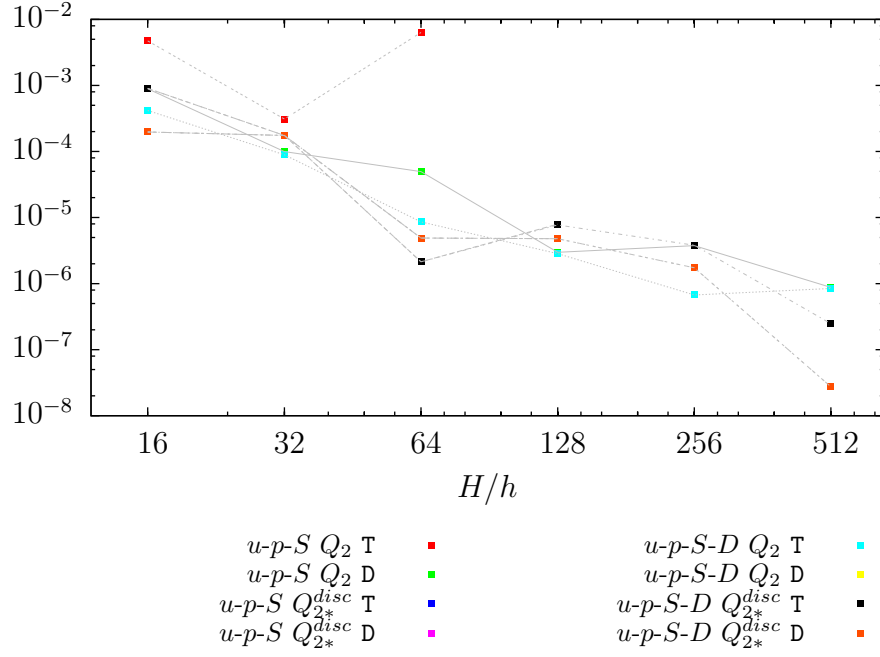 10^{-2}
10^{-3}
10^{-4}
10^{-5}
10^{-6}
10^{-7}
10^{-8}
16 32 64 128 256 512
H/h
u-p-S Q_2 T
u-p-S Q_2 D
u-p-S Q_{2*}^{disc} T
u-p-S Q_{2*}^{disc} D
u-p-S-D Q_2 T
u-p-S-D Q_2 D
u-p-S-D Q_{2*}^{disc} T
u-p-S-D Q_{2*}^{disc} D